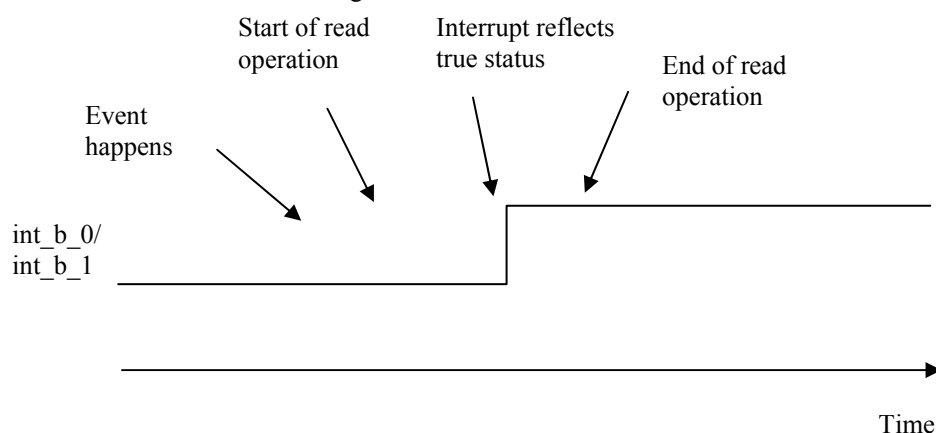 Start of read
operation
Interrupt reflects
true status
End of read
operation
Event
happens
int_b_0/
int_b_1
Time